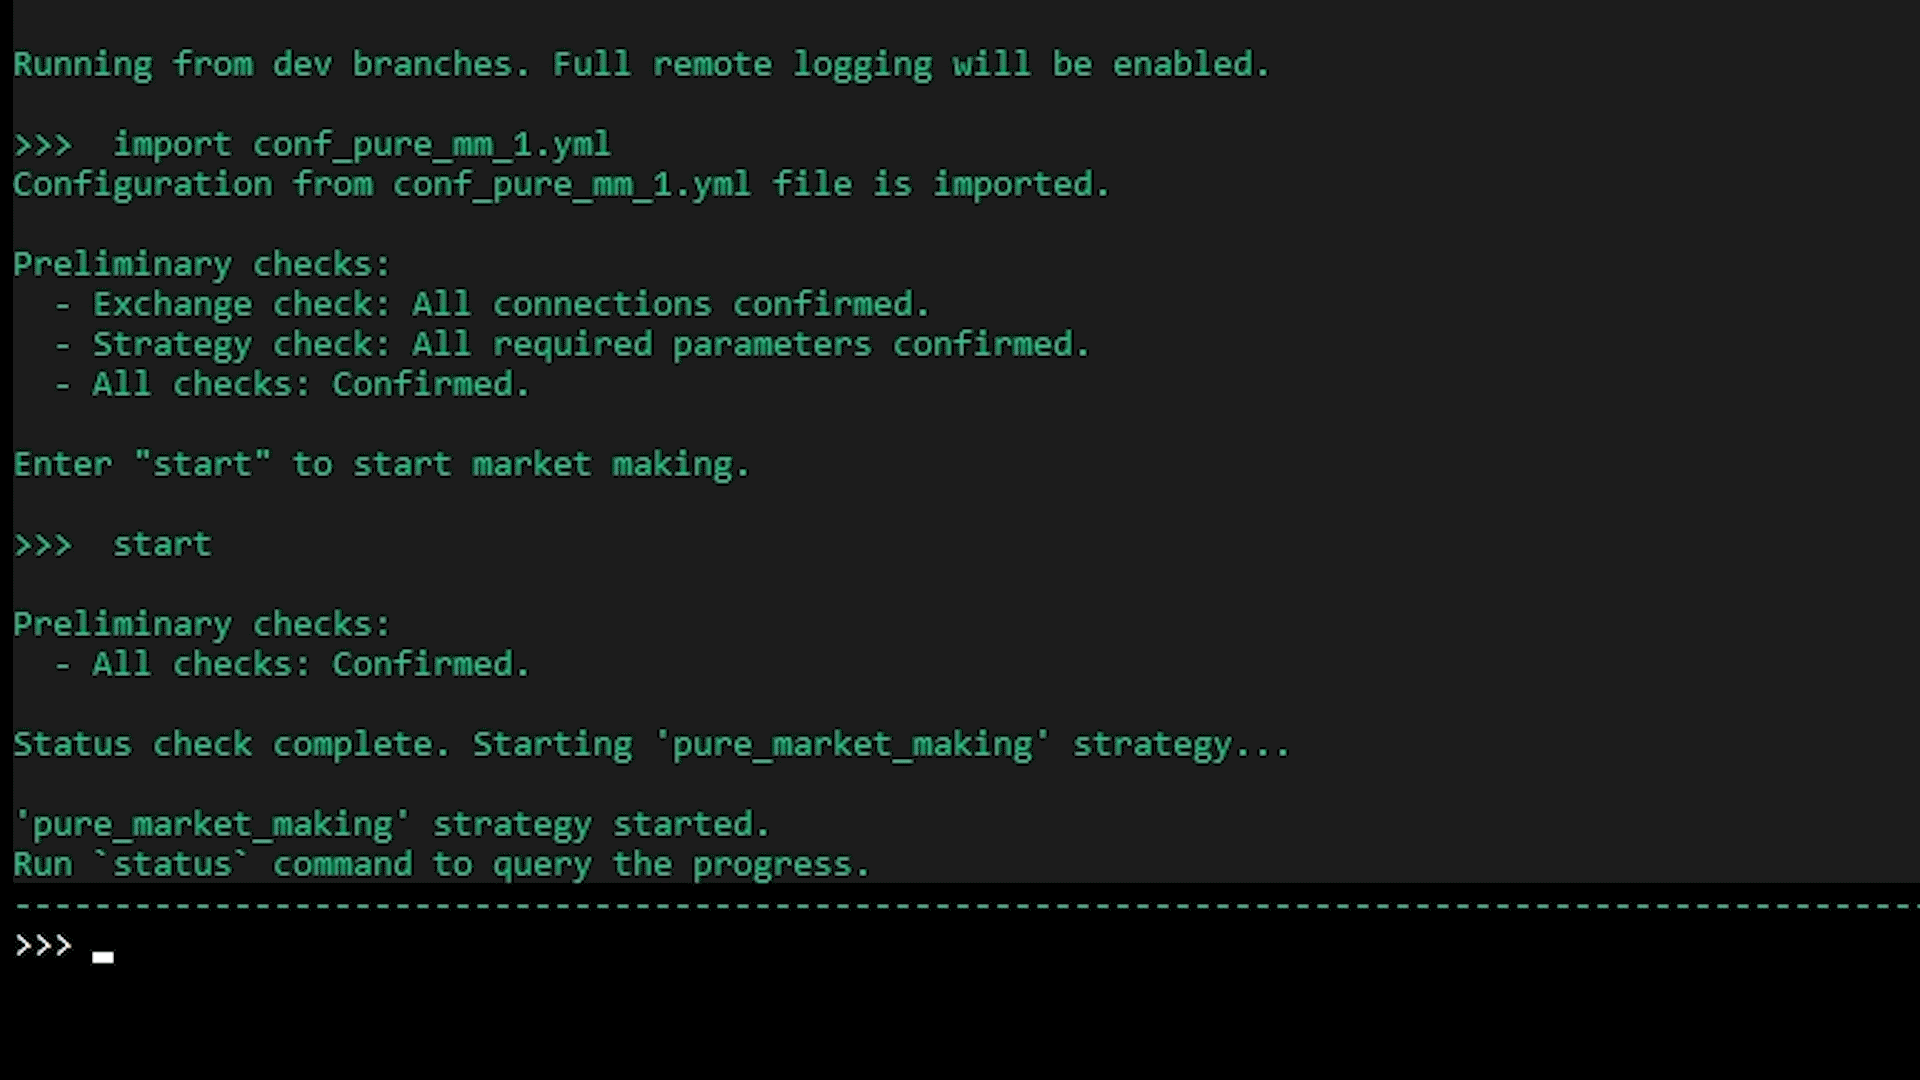 Running from dev branches. Full remote logging will be enabled.
>>>  import conf_pure_mm_1.yml
Configuration from conf_pure_mm_1.yml file is imported.
Preliminary checks:
  - Exchange check: All connections confirmed.
  - Strategy check: All required parameters confirmed.
  - All checks: Confirmed.
Enter "start" to start market making.
>>>  start
Preliminary checks:
  - All checks: Confirmed.
Status check complete. Starting 'pure_market_making' strategy...
'pure_market_making' strategy started.
Run `status` command to query the progress.
------------------------------------------------------------------------------------------------
>>>